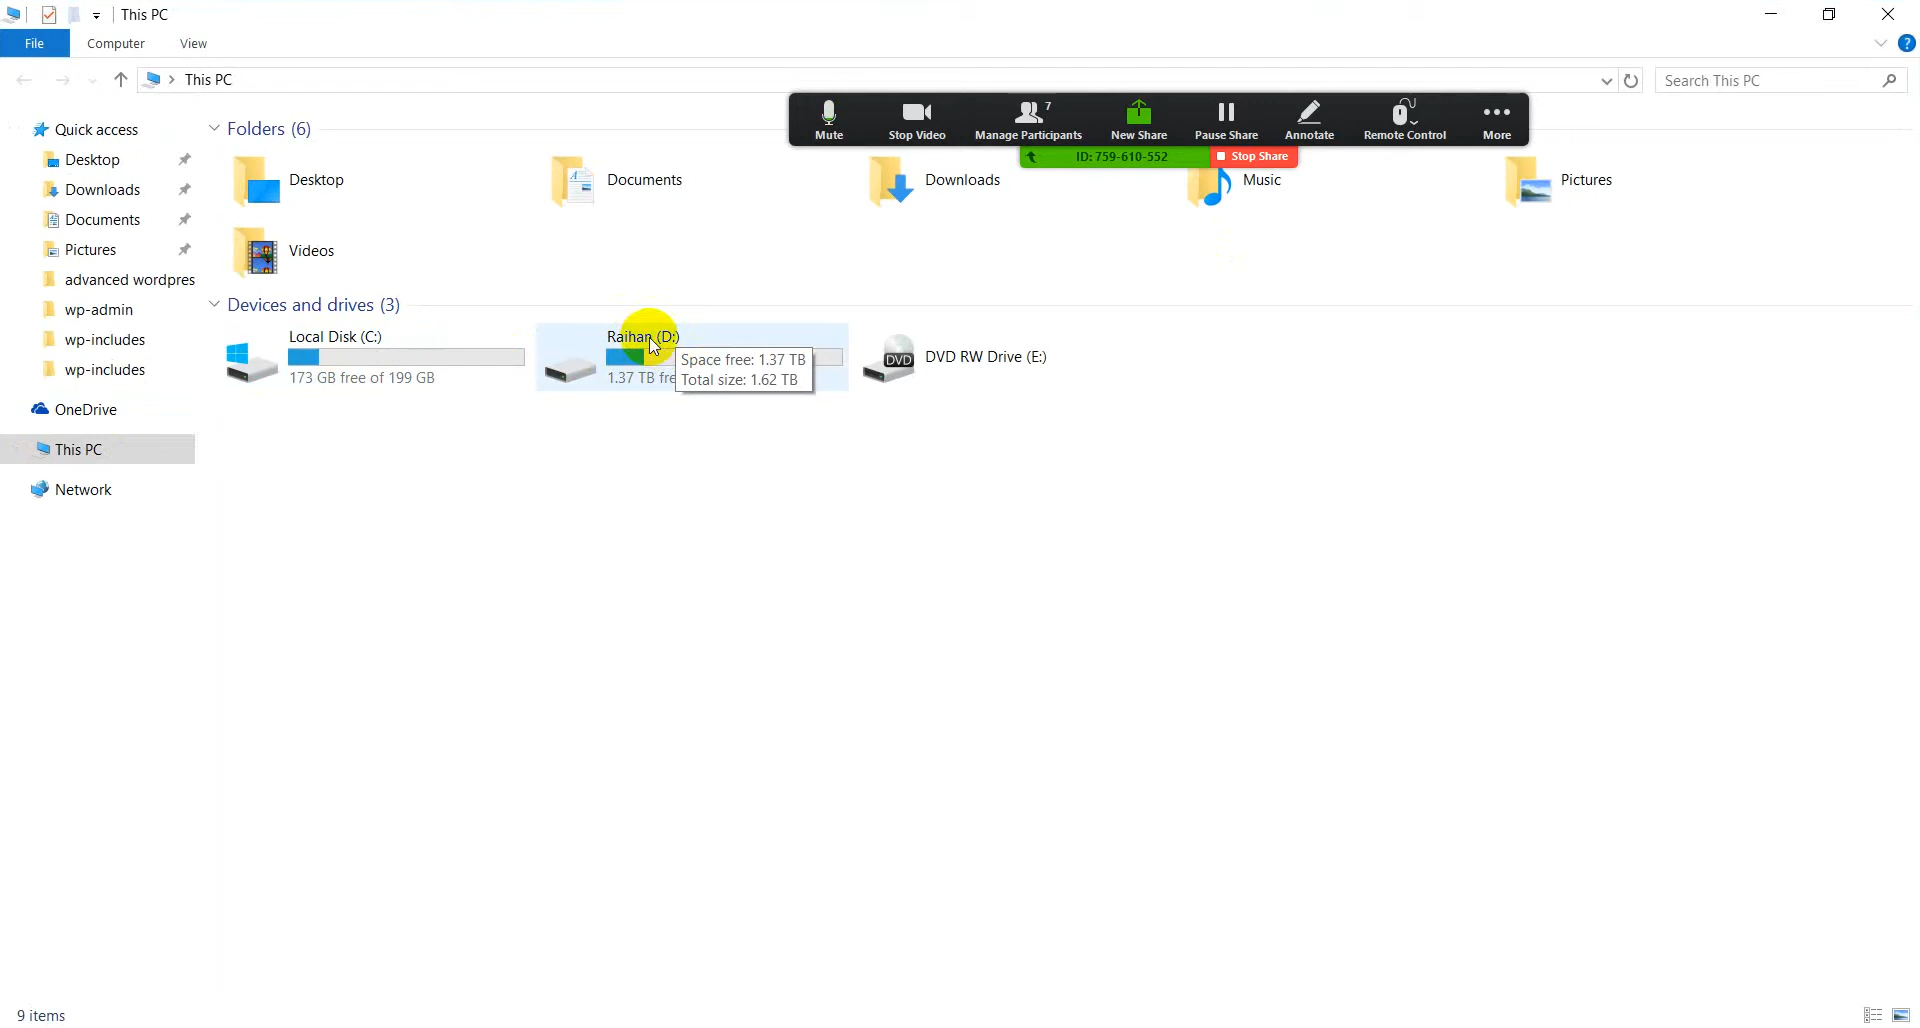 This PC
File Computer View
This PC
Search This PC
Mute Stop Video Manage Participants 7 New Share Pause Share Annotate Remote Control More
ID: 759-610-552 Stop Share
Quick access
Desktop
Downloads
Documents
Pictures
advanced wordpres
wp-admin
wp-includes
wp-includes
OneDrive
This PC
Network
Folders (6)
Desktop
Documents
Downloads
Music
Pictures
Videos
Devices and drives (3)
Local Disk (C:)
173 GB free of 199 GB
Raihan (D:)
1.37 TB fre
Space free: 1.37 TB
Total size: 1.62 TB
DVD
DVD RW Drive (E:)
9 items